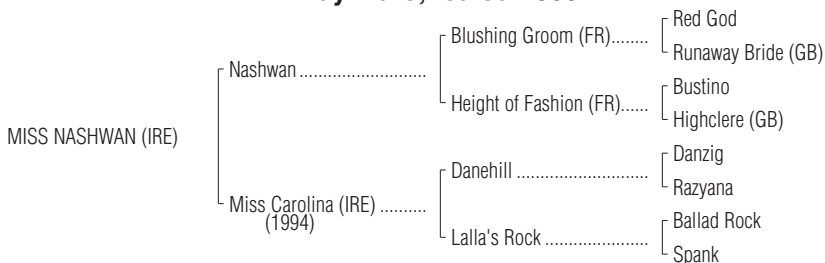 Red God
Blushing Groom (FR)........
Runaway Bride (GB)
Nashwan ............................
Bustino
Height of Fashion (FR)......
Highclere (GB)
MISS NASHWAN (IRE)
Danzig
Danehill .............................
Razyana
Miss Carolina (IRE) ..........
(1994)
Ballad Rock
Lalla's Rock .......................
Spank